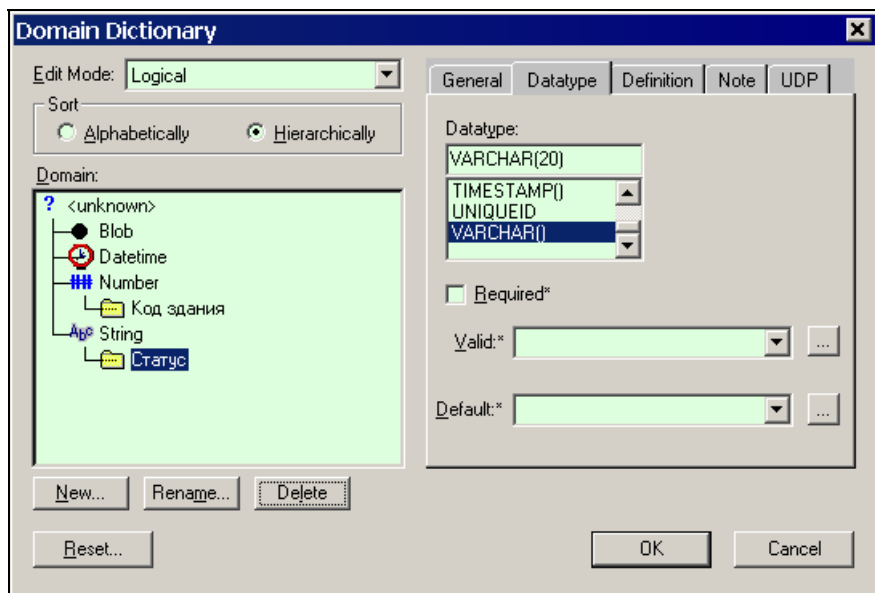 Domain Dictionary
Edit Mode: Logical
Sort
Alphabetically Hierarchically
Domain:
? <unknown>
Blob
Datetime
Number
Код здания
Abc String
Статус
New... Rename... Delete
Reset...
General Datatype Definition Note UDP
Datatype:
VARCHAR(20)
TIMESTAMP()
UNIQUEID
VARCHAR()
Required*
Valid:* ...
Default:* ...
OK Cancel